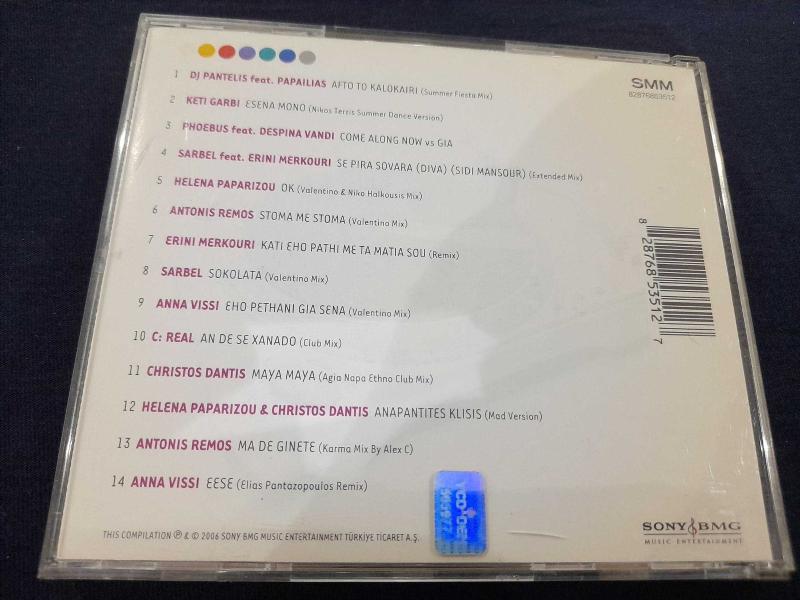 1 DJ PANTELIS feat. PAPAILIAS AFTO TO KALOKAIRI (Summer Fiesta Mix)
2 KETI GARBI ESENA MONO (Nikos Terzis Summer Dance Version)
3 PHOEBUS feat. DESPINA VANDI COME ALONG NOW vs GIA
4 SARBEL feat. ERINI MERKOURI SE PIRA SOVARA (DIVA) (SIDI MANSOUR) (Extended Mix)
5 HELENA PAPARIZOU OK (Valentino & Niko Halkousis Mix)
6 ANTONIS REMOS STOMA ME STOMA (Valentino Mix)
7 ERINI MERKOURI KATI EHO PATHI ME TA MATIA SOU (Remix)
8 SARBEL SOKOLATA (Valentino Mix)
9 ANNA VISSI EHO PETHANI GIA SENA (Valentino Mix)
10 C: REAL AN DE SE XANADO (Club Mix)
11 CHRISTOS DANTIS MAYA MAYA (Agia Napa Ethno Club Mix)
12 HELENA PAPARIZOU & CHRISTOS DANTIS ANAPANTITES KLISIS (Mad Version)
13 ANTONIS REMOS MA DE GINETE (Karma Mix By Alex C)
14 ANNA VISSI EESE (Elias Pantazopoulos Remix)
THIS COMPILATION ℗ & © 2006 SONY BMG MUSIC ENTERTAINMENT TÜRKİYE TİCARET A.Ş.
SMM
8 28768 53512 7
SONY BMG
MUSIC ENTERTAINMENT